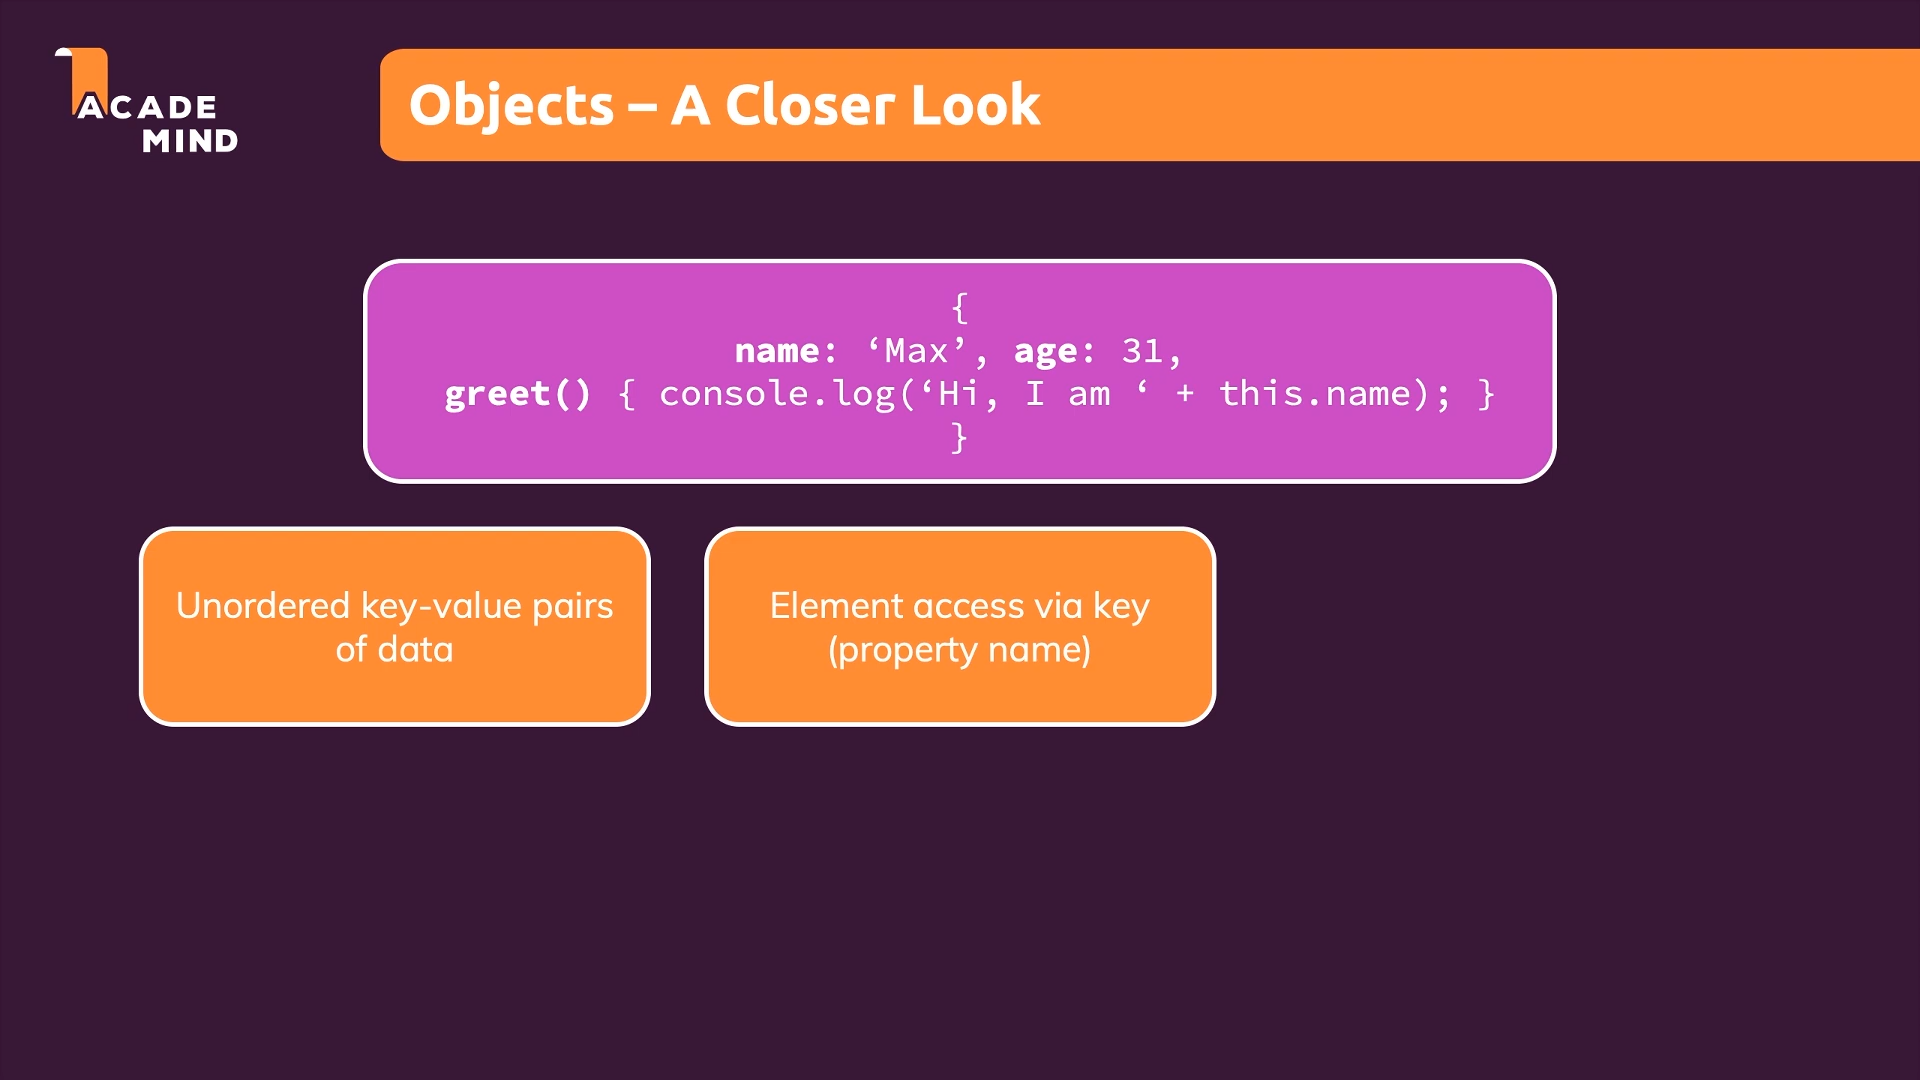 ACADE
MIND
Objects – A Closer Look
{
name: ‘Max’, age: 31,
greet() { console.log(‘Hi, I am ‘ + this.name); }
}
Unordered key-value pairs
of data
Element access via key
(property name)